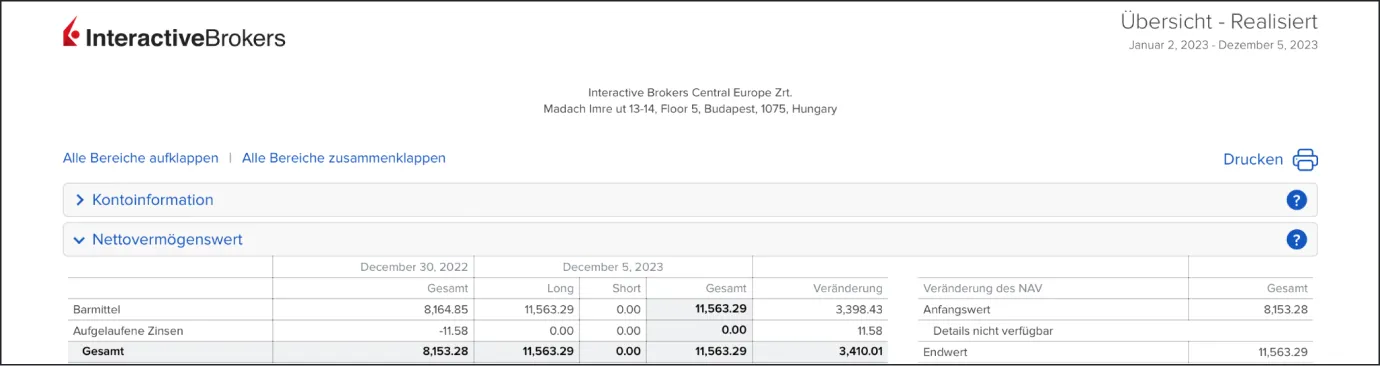 InteractiveBrokers
Übersicht - Realisiert
Januar 2, 2023 - Dezember 5, 2023
Interactive Brokers Central Europe Zrt.
Madach Imre ut 13-14, Floor 5, Budapest, 1075, Hungary
Alle Bereiche aufklappen | Alle Bereiche zusammenklappen
Drucken
Kontoinformation ?
Nettovermögenswert ?
December 30, 2022 December 5, 2023
Gesamt Long Short Gesamt Veränderung
Barmittel 8,164.85 11,563.29 0.00 11,563.29 3,398.43
Aufgelaufene Zinsen -11.58 0.00 0.00 0.00 11.58
Gesamt 8,153.28 11,563.29 0.00 11,563.29 3,410.01
Veränderung des NAV Gesamt
Anfangswert 8,153.28
Details nicht verfügbar
Endwert 11,563.29